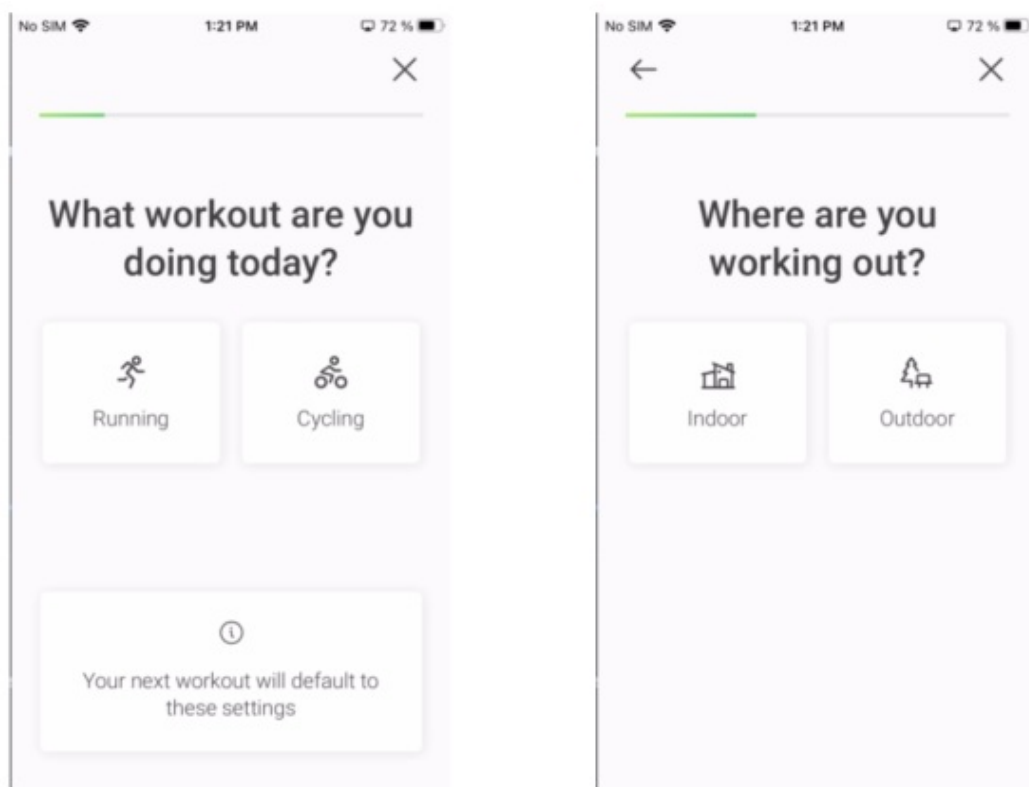 No SIM 1:21 PM 72 %
What workout are you
doing today?
Running
Cycling
Your next workout will default to
these settings
No SIM 1:21 PM 72 %
Where are you
working out?
Indoor
Outdoor